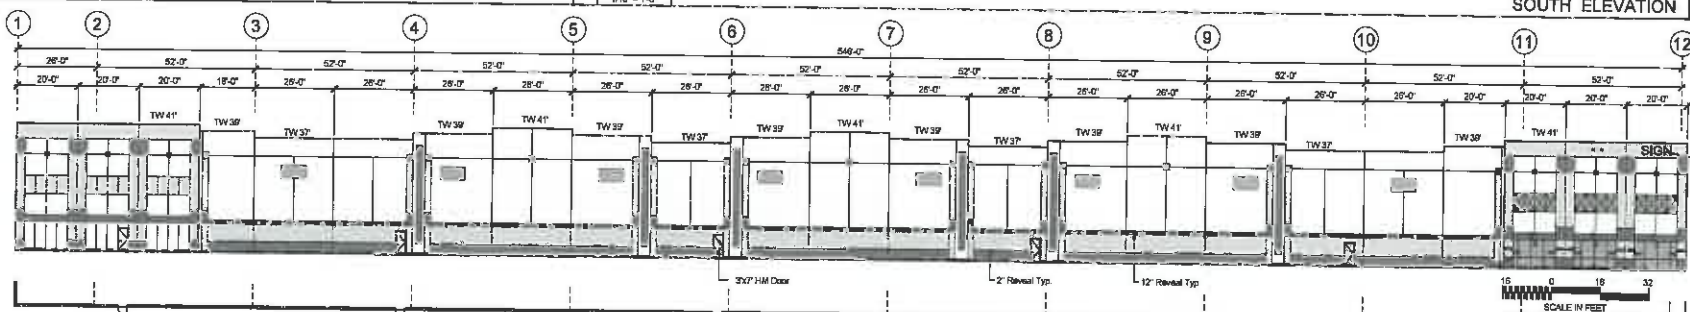 SOUTH ELEVATION
1 2 3 4 5 6 7 8 9 10 11 12
546'-0"
26'-0" 52'-0" 52'-0" 52'-0" 52'-0" 52'-0" 52'-0" 52'-0" 52'-0" 52'-0" 52'-0"
20'-0" 20'-0" 20'-0" 18'-0" 26'-0" 26'-0" 26'-0" 26'-0" 26'-0" 26'-0" 26'-0" 26'-0" 26'-0" 26'-0" 26'-0" 26'-0" 26'-0" 26'-0" 26'-0" 20'-0" 20'-0" 20'-0" 20'-0"
TW 41' TW 39' TW 37' TW 39' TW 41' TW 39' TW 37' TW 39' TW 41' TW 39' TW 37' TW 39' TW 41' TW 39' TW 37' TW 39' TW 41'
SIGN
3'X7' HM Door
2" Reveal Typ.
12" Reveal Typ
16 0 16 32
SCALE IN FEET